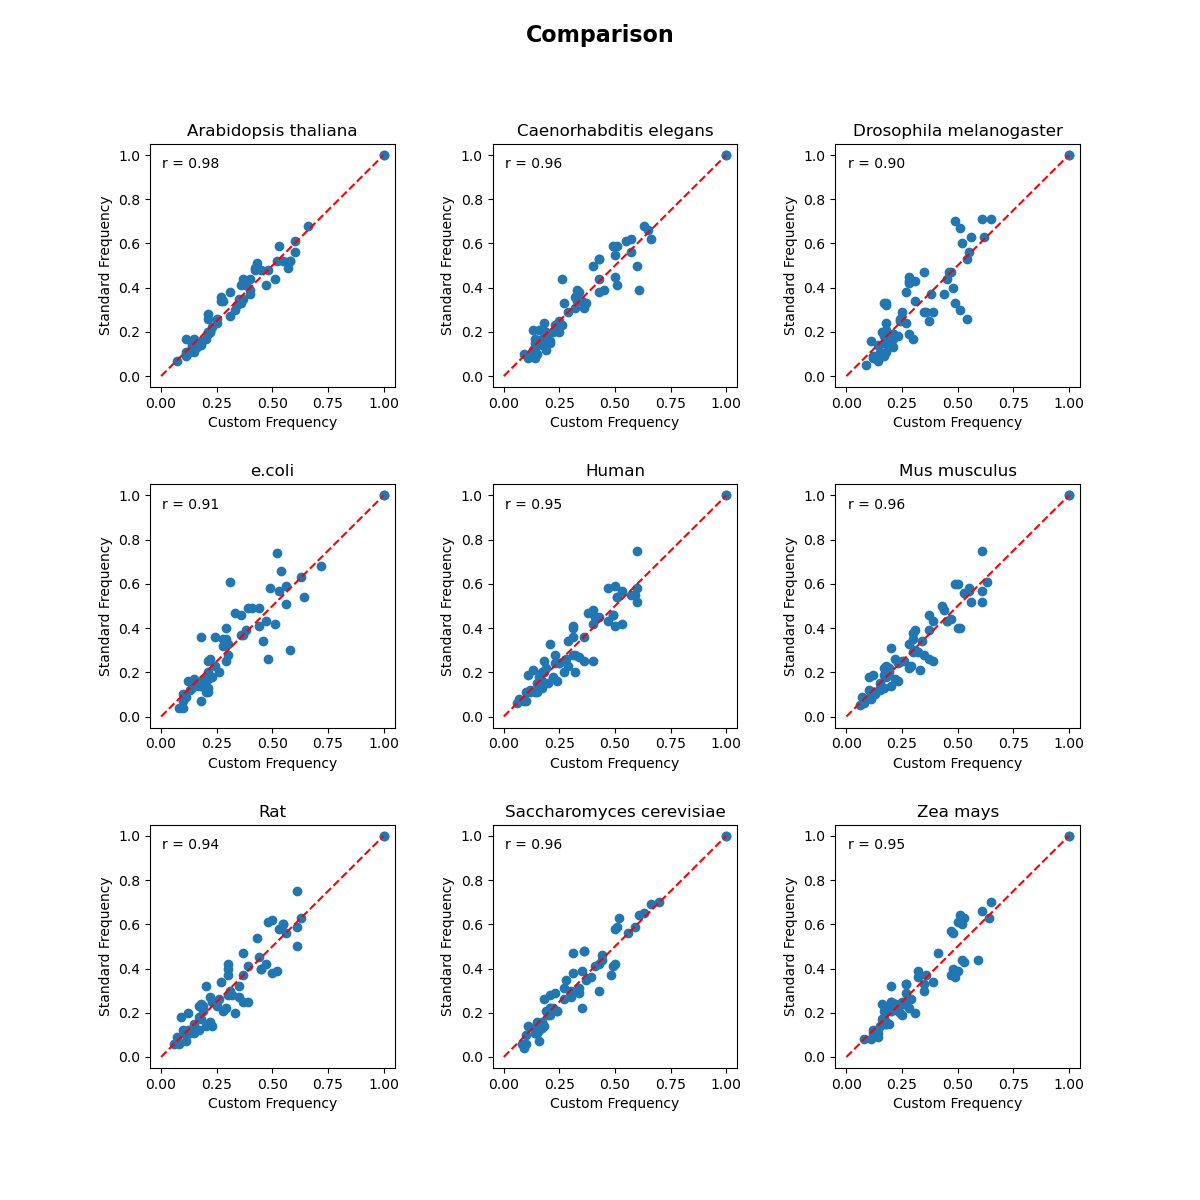 Comparison
Arabidopsis thaliana
Caenorhabditis elegans
Drosophila melanogaster
r = 0.98
r = 0.96
r = 0.90
1.0
0.8
0.6
0.4
0.2
0.0
Standard Frequency
0.00 0.25 0.50 0.75 1.00
Custom Frequency
1.0
0.8
0.6
0.4
0.2
0.0
Standard Frequency
0.00 0.25 0.50 0.75 1.00
Custom Frequency
1.0
0.8
0.6
0.4
0.2
0.0
Standard Frequency
0.00 0.25 0.50 0.75 1.00
Custom Frequency
e.coli
Human
Mus musculus
r = 0.91
r = 0.95
r = 0.96
1.0
0.8
0.6
0.4
0.2
0.0
Standard Frequency
0.00 0.25 0.50 0.75 1.00
Custom Frequency
1.0
0.8
0.6
0.4
0.2
0.0
Standard Frequency
0.00 0.25 0.50 0.75 1.00
Custom Frequency
1.0
0.8
0.6
0.4
0.2
0.0
Standard Frequency
0.00 0.25 0.50 0.75 1.00
Custom Frequency
Rat
Saccharomyces cerevisiae
Zea mays
r = 0.94
r = 0.96
r = 0.95
1.0
0.8
0.6
0.4
0.2
0.0
Standard Frequency
0.00 0.25 0.50 0.75 1.00
Custom Frequency
1.0
0.8
0.6
0.4
0.2
0.0
Standard Frequency
0.00 0.25 0.50 0.75 1.00
Custom Frequency
1.0
0.8
0.6
0.4
0.2
0.0
Standard Frequency
0.00 0.25 0.50 0.75 1.00
Custom Frequency